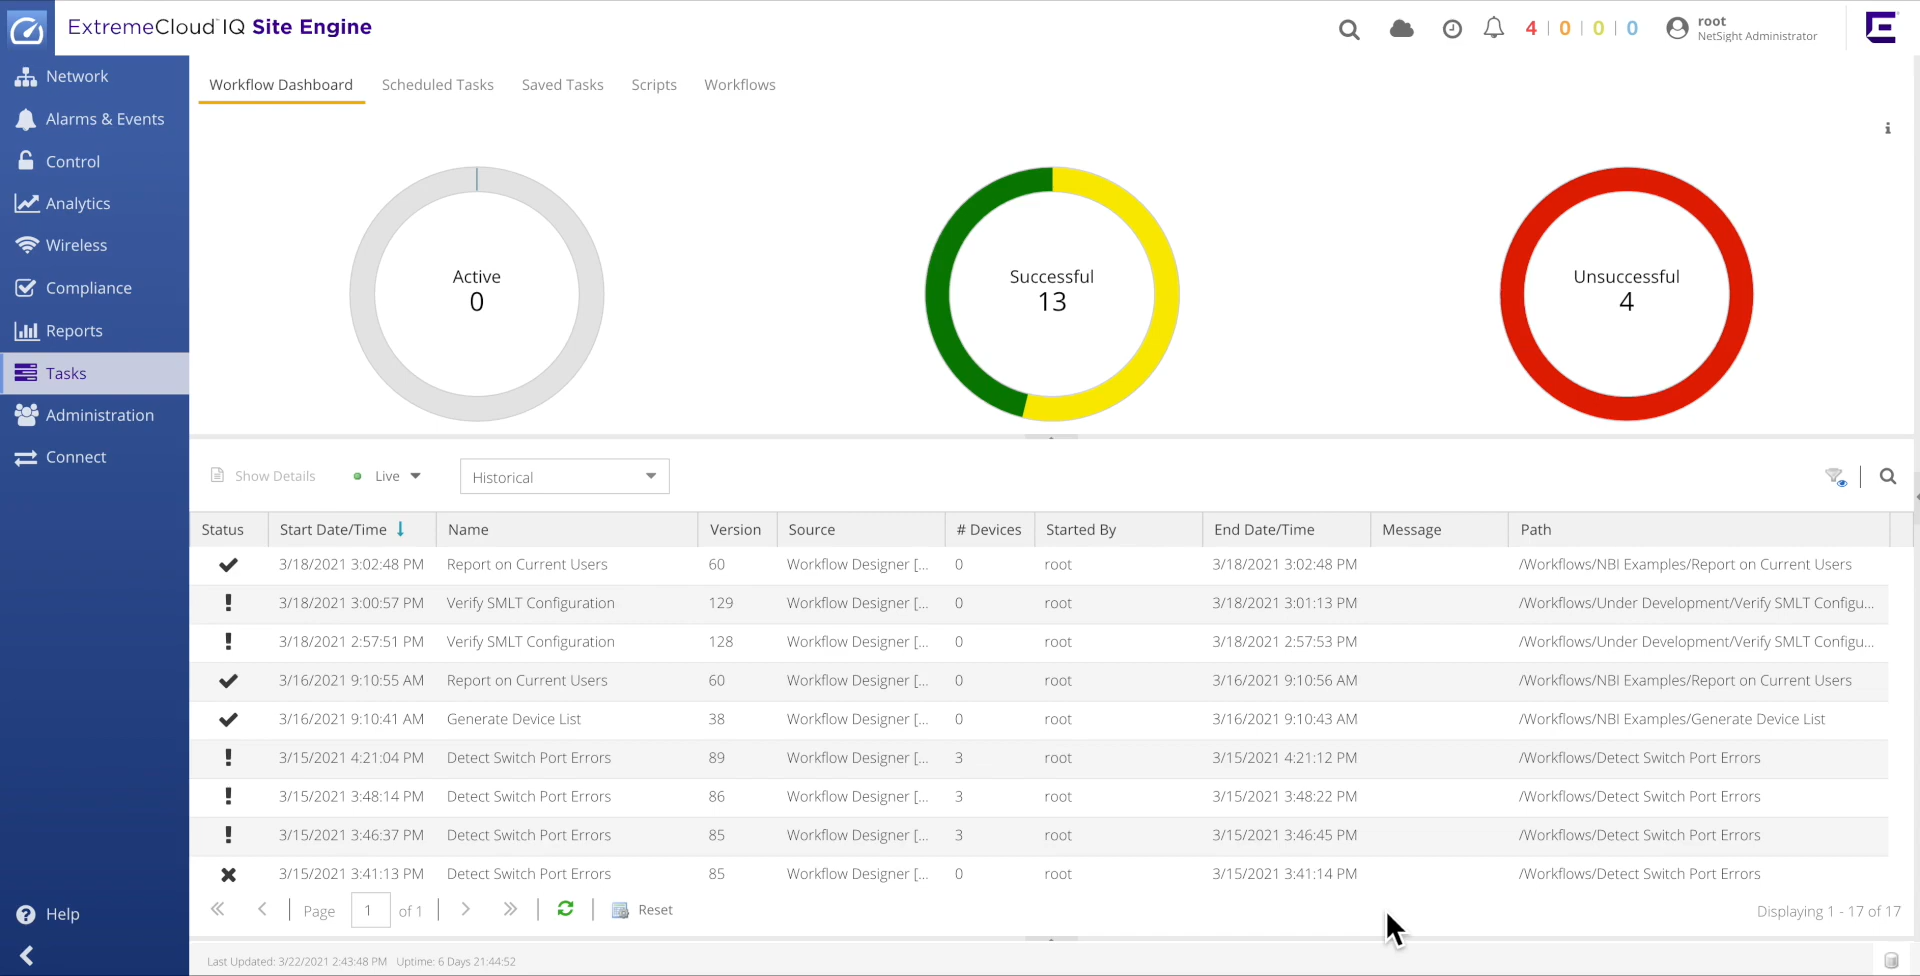 ExtremeCloud™ IQ Site Engine
4 | 0 | 0 | 0
root
NetSight Administrator
Network
Alarms & Events
Control
Analytics
Wireless
Compliance
Reports
Tasks
Administration
Connect
Help
Workflow Dashboard Scheduled Tasks Saved Tasks Scripts Workflows
Active
0
Successful
13
Unsuccessful
4
Show Details Live Historical
Status Start Date/Time Name Version Source # Devices Started By End Date/Time Message Path
3/18/2021 3:02:48 PM Report on Current Users 60 Workflow Designer [... 0 root 3/18/2021 3:02:48 PM /Workflows/NBI Examples/Report on Current Users
3/18/2021 3:00:57 PM Verify SMLT Configuration 129 Workflow Designer [... 0 root 3/18/2021 3:01:13 PM /Workflows/Under Development/Verify SMLT Configu...
3/18/2021 2:57:51 PM Verify SMLT Configuration 128 Workflow Designer [... 0 root 3/18/2021 2:57:53 PM /Workflows/Under Development/Verify SMLT Configu...
3/16/2021 9:10:55 AM Report on Current Users 60 Workflow Designer [... 0 root 3/16/2021 9:10:56 AM /Workflows/NBI Examples/Report on Current Users
3/16/2021 9:10:41 AM Generate Device List 38 Workflow Designer [... 0 root 3/16/2021 9:10:43 AM /Workflows/NBI Examples/Generate Device List
3/15/2021 4:21:04 PM Detect Switch Port Errors 89 Workflow Designer [... 3 root 3/15/2021 4:21:12 PM /Workflows/Detect Switch Port Errors
3/15/2021 3:48:14 PM Detect Switch Port Errors 86 Workflow Designer [... 3 root 3/15/2021 3:48:22 PM /Workflows/Detect Switch Port Errors
3/15/2021 3:46:37 PM Detect Switch Port Errors 85 Workflow Designer [... 3 root 3/15/2021 3:46:45 PM /Workflows/Detect Switch Port Errors
3/15/2021 3:41:13 PM Detect Switch Port Errors 85 Workflow Designer [... 0 root 3/15/2021 3:41:14 PM /Workflows/Detect Switch Port Errors
Page 1 of 1 Reset Displaying 1 - 17 of 17
Last Updated: 3/22/2021 2:43:48 PM Uptime: 6 Days 21:44:52